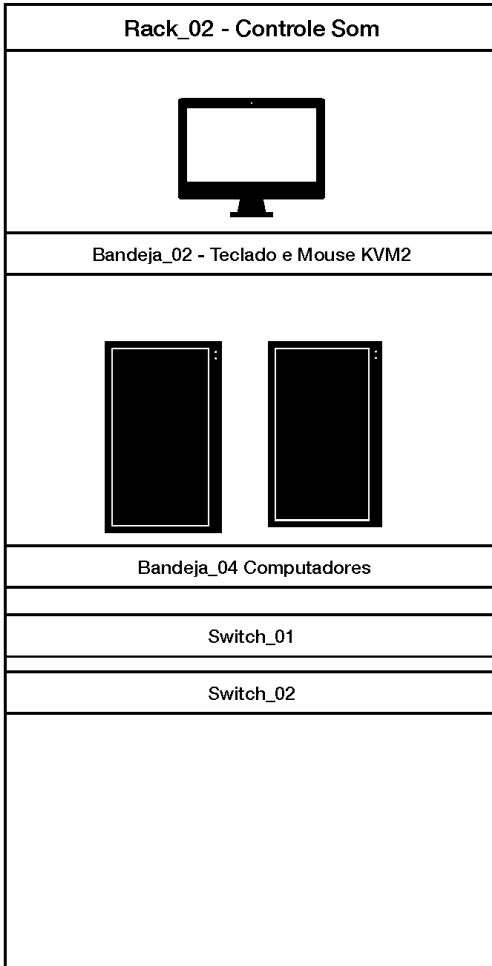 Rack_02 - Controle Som
Bandeja_02 - Teclado e Mouse KVM2
Bandeja_04 Computadores
Switch_01
Switch_02